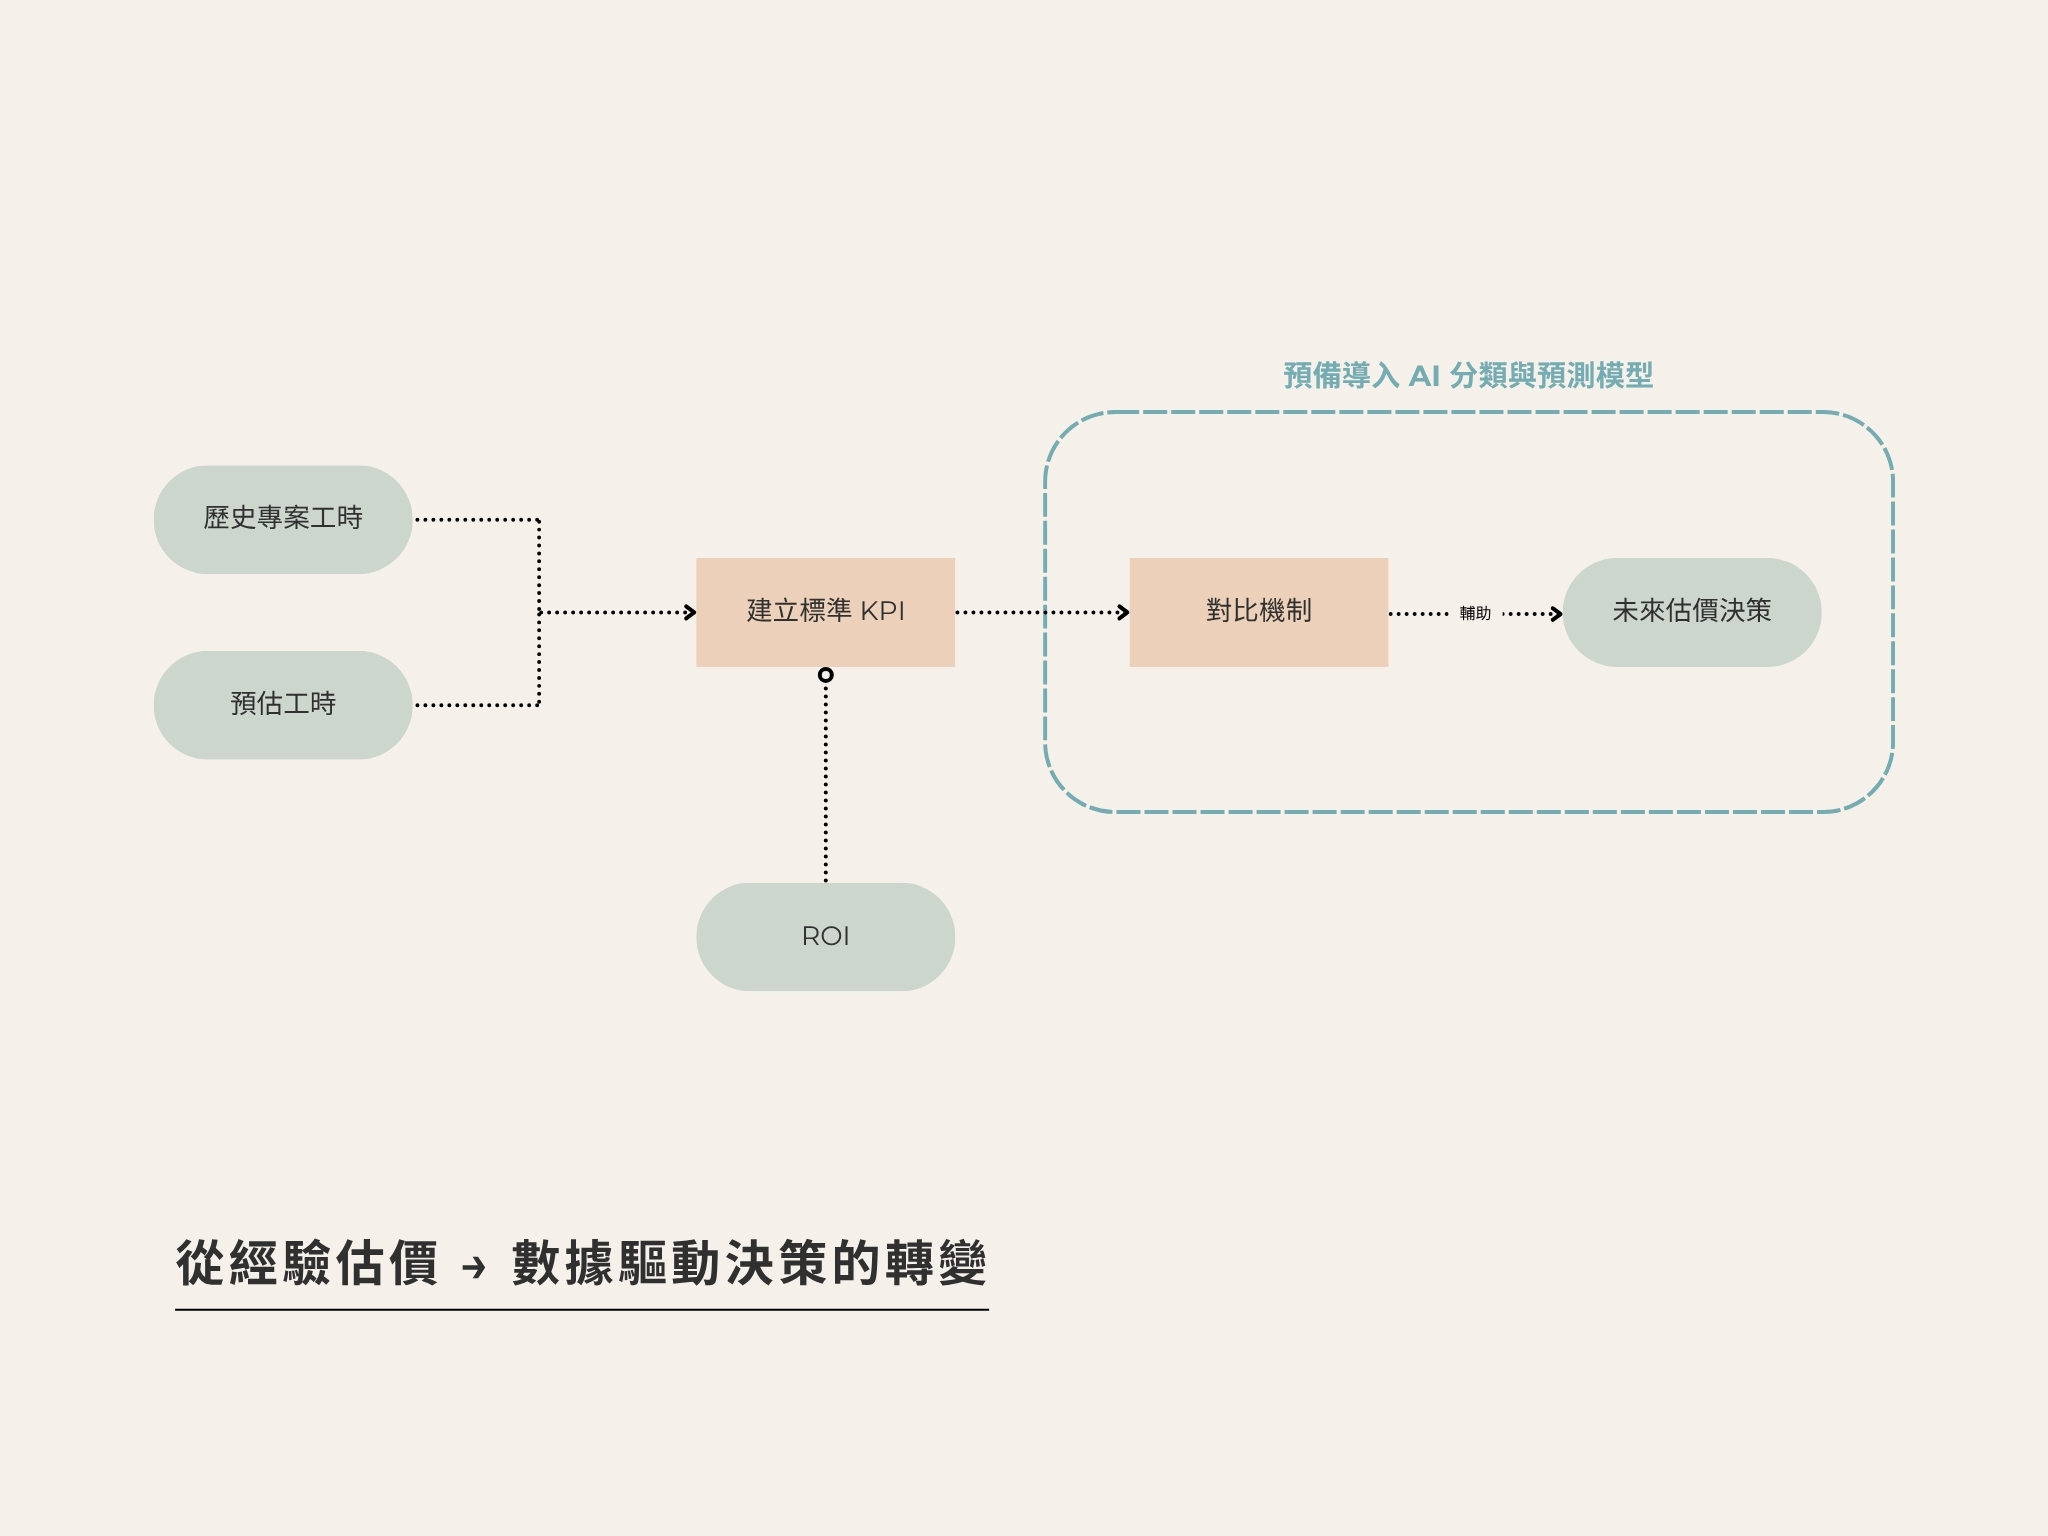 預備導入 AI 分類與預測模型
歷史專案工時
預估工時
建立標準 KPI
對比機制
輔助
未來估價決策
ROI
從經驗估價 → 數據驅動決策的轉變